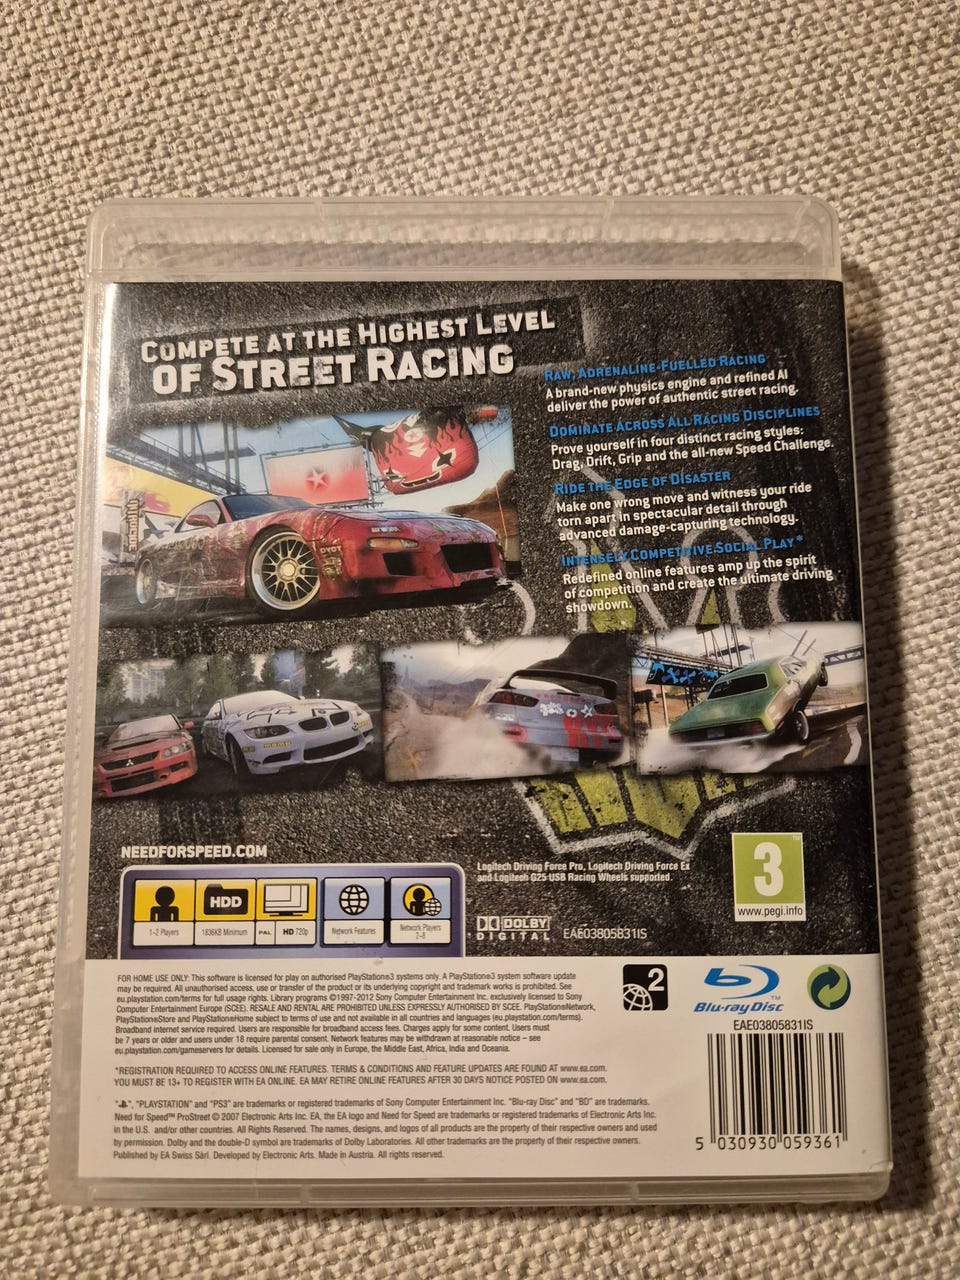 COMPETE AT THE HIGHEST LEVEL
OF STREET RACING
RAW, ADRENALINE-FUELLED RACING
A brand-new physics engine and refined AI
deliver the power of authentic street racing.
DOMINATE ACROSS ALL RACING DISCIPLINES
Prove yourself in four distinct racing styles:
Drag, Drift, Grip and the all-new Speed Challenge.
RIDE THE EDGE OF DISASTER
Make one wrong move and witness your ride
torn apart in spectacular detail through
advanced damage-capturing technology.
INTENSELY COMPETITIVE SOCIAL PLAY*
Redefined online features amp up the spirit
of competition and create the ultimate driving
showdown.
NEEDFORSPEED.COM
Logitech Driving Force Pro, Logitech Driving Force Ex
and Logitech G25 USB Racing Wheels supported.
3
www.pegi.info
HDD
1-2 Players
1836KB Minimum
PAL
HD 720p
Network Features
Network Players
2-8
DOLBY
DIGITAL
EAE03805831IS
FOR HOME USE ONLY: This software is licensed for play on authorised PlayStation®3 systems only. A PlayStation®3 system software update
may be required. All unauthorised access, use or transfer of the product or its underlying copyright and trademark works is prohibited. See
eu.playstation.com/terms for full usage rights. Library programs ©1997-2012 Sony Computer Entertainment Inc. exclusively licensed to Sony
Computer Entertainment Europe (SCEE). RESALE AND RENTAL ARE PROHIBITED UNLESS EXPRESSLY AUTHORISED BY SCEE. PlayStation®Network,
PlayStation®Store and PlayStation®Home subject to terms of use and not available in all countries and languages (eu.playstation.com/terms).
Broadband internet service required. Users are responsible for broadband access fees. Charges apply for some content. Users must
be 7 years or older and users under 18 require parental consent. Network features may be withdrawn at reasonable notice – see
eu.playstation.com/gameservers for details. Licensed for sale only in Europe, the Middle East, Africa, India and Oceania.
2
Blu-ray Disc™
EAE03805831IS
*REGISTRATION REQUIRED TO ACCESS ONLINE FEATURES. TERMS & CONDITIONS AND FEATURE UPDATES ARE FOUND AT www.ea.com.
YOU MUST BE 13+ TO REGISTER WITH EA ONLINE. EA MAY RETIRE ONLINE FEATURES AFTER 30 DAYS NOTICE POSTED ON www.ea.com.
" ", "PLAYSTATION" and "PS3" are trademarks or registered trademarks of Sony Computer Entertainment Inc. "Blu-ray Disc" and "BD" are trademarks.
Need for Speed™ ProStreet © 2007 Electronic Arts Inc. EA, the EA logo and Need for Speed are trademarks or registered trademarks of Electronic Arts Inc.
in the U.S. and/or other countries. All Rights Reserved. The names, designs, and logos of all products are the property of their respective owners and used
by permission. Dolby and the double-D symbol are trademarks of Dolby Laboratories. All other trademarks are the property of their respective owners.
Published by EA Swiss Sàrl. Developed by Electronic Arts. Made in Austria. All rights reserved.
5 030930 059361